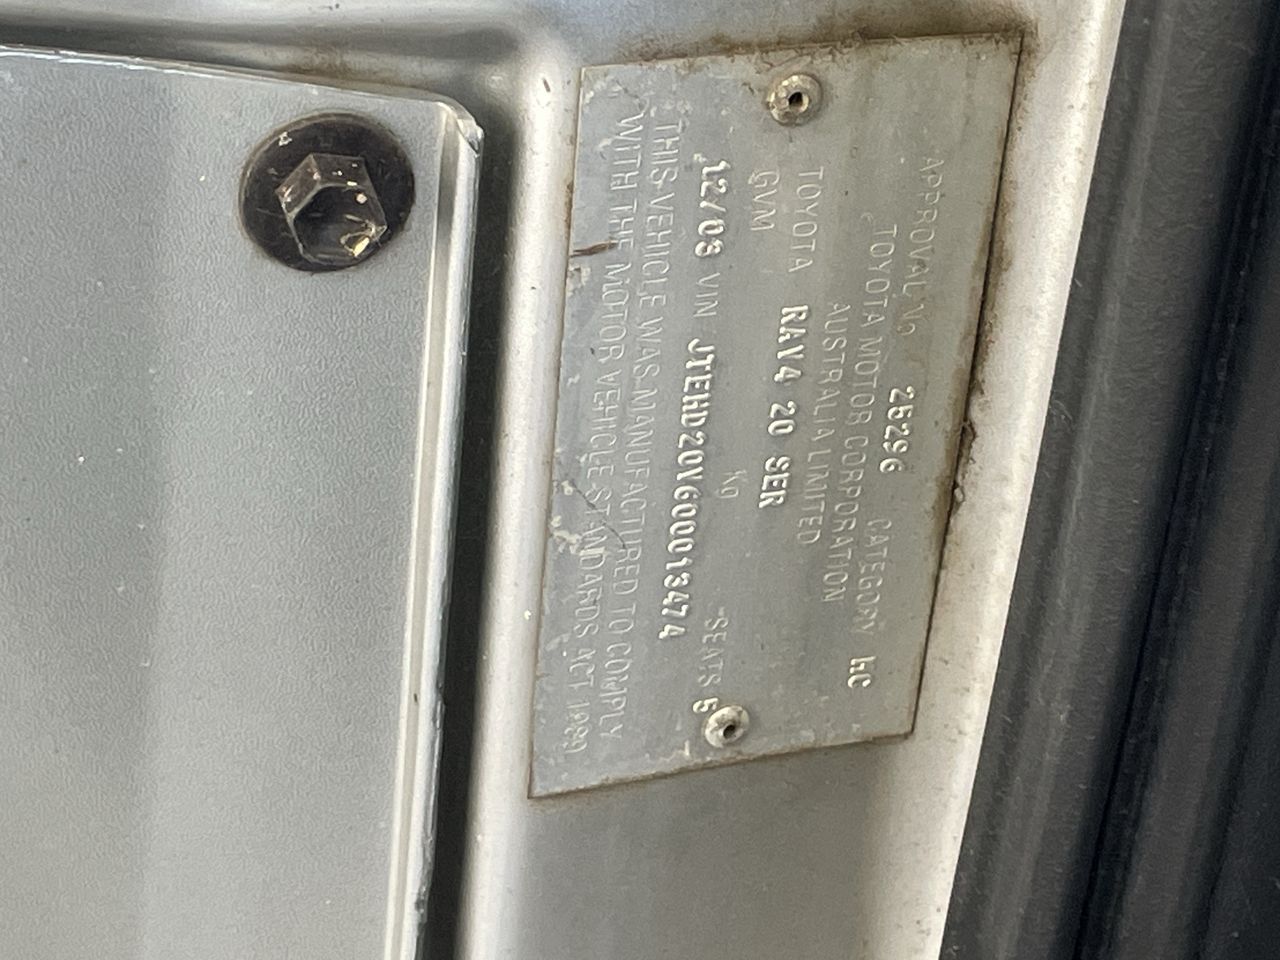 APPROVAL No 25296 CATEGORY MC
TOYOTA MOTOR CORPORATION
AUSTRALIA LIMITED
TOYOTA RAV4 20 SER
GVM kg
12/03 VIN JTEHD20V600013474 SEATS 5
THIS VEHICLE WAS MANUFACTURED TO COMPLY
WITH THE MOTOR VEHICLE STANDARDS ACT 1989